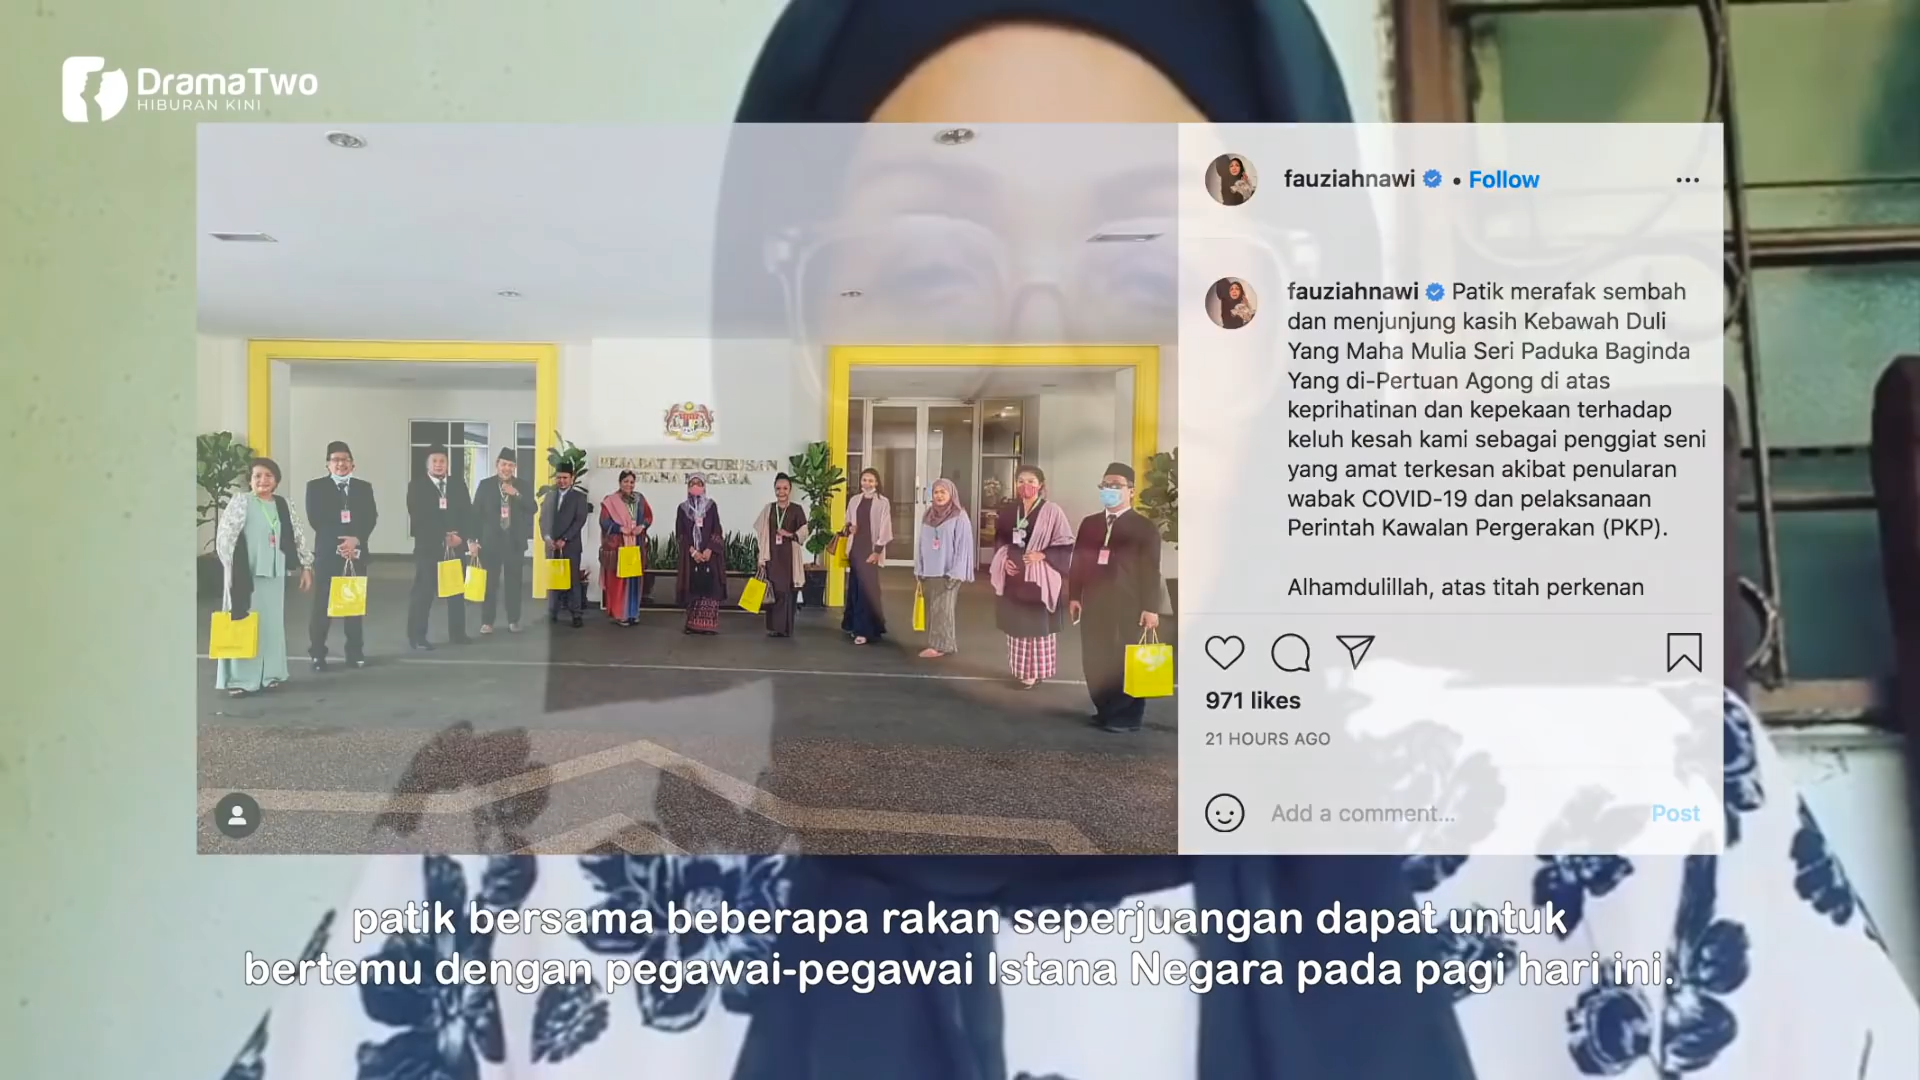 DramaTwo
HIBURAN KINI
fauziahnawi • Follow
fauziahnawi Patik merafak sembah
dan menjunjung kasih Kebawah Duli
Yang Maha Mulia Seri Paduka Baginda
Yang di-Pertuan Agong di atas
keprihatinan dan kepekaan terhadap
keluh kesah kami sebagai penggiat seni
yang amat terkesan akibat penularan
wabak COVID-19 dan pelaksanaan
Perintah Kawalan Pergerakan (PKP).
Alhamdulillah, atas titah perkenan
PEJABAT PENGURUSAN
ISTANA NEGARA
971 likes
21 HOURS AGO
Add a comment...
Post
patik bersama beberapa rakan seperjuangan dapat untuk
bertemu dengan pegawai-pegawai Istana Negara pada pagi hari ini.